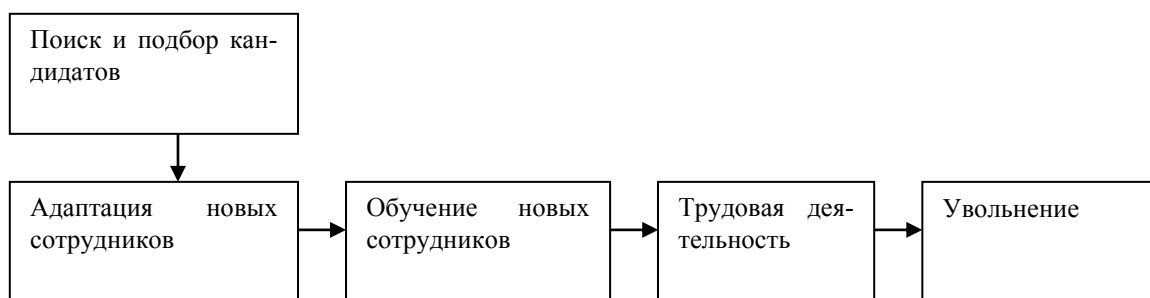 Поиск и подбор кан-
дидатов
Адаптация новых
сотрудников
Обучение новых
сотрудников
Трудовая дея-
тельность
Увольнение